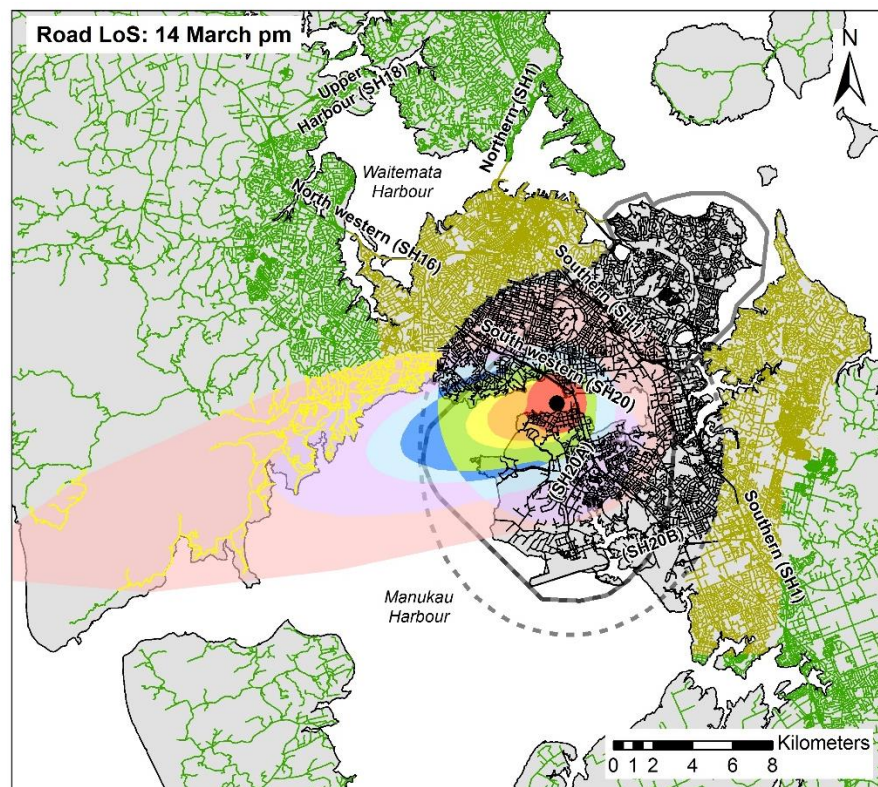 Road LoS: 14 March pm
N
Upper
Harbour (SH18)
Northern (SH1)
Waitemata
Harbour
North western (SH16)
Southern (SH1)
South western (SH20)
(SH20A)
(SH20B)
Southern (SH1)
Manukau
Harbour
Kilometers
0 1 2 4 6 8